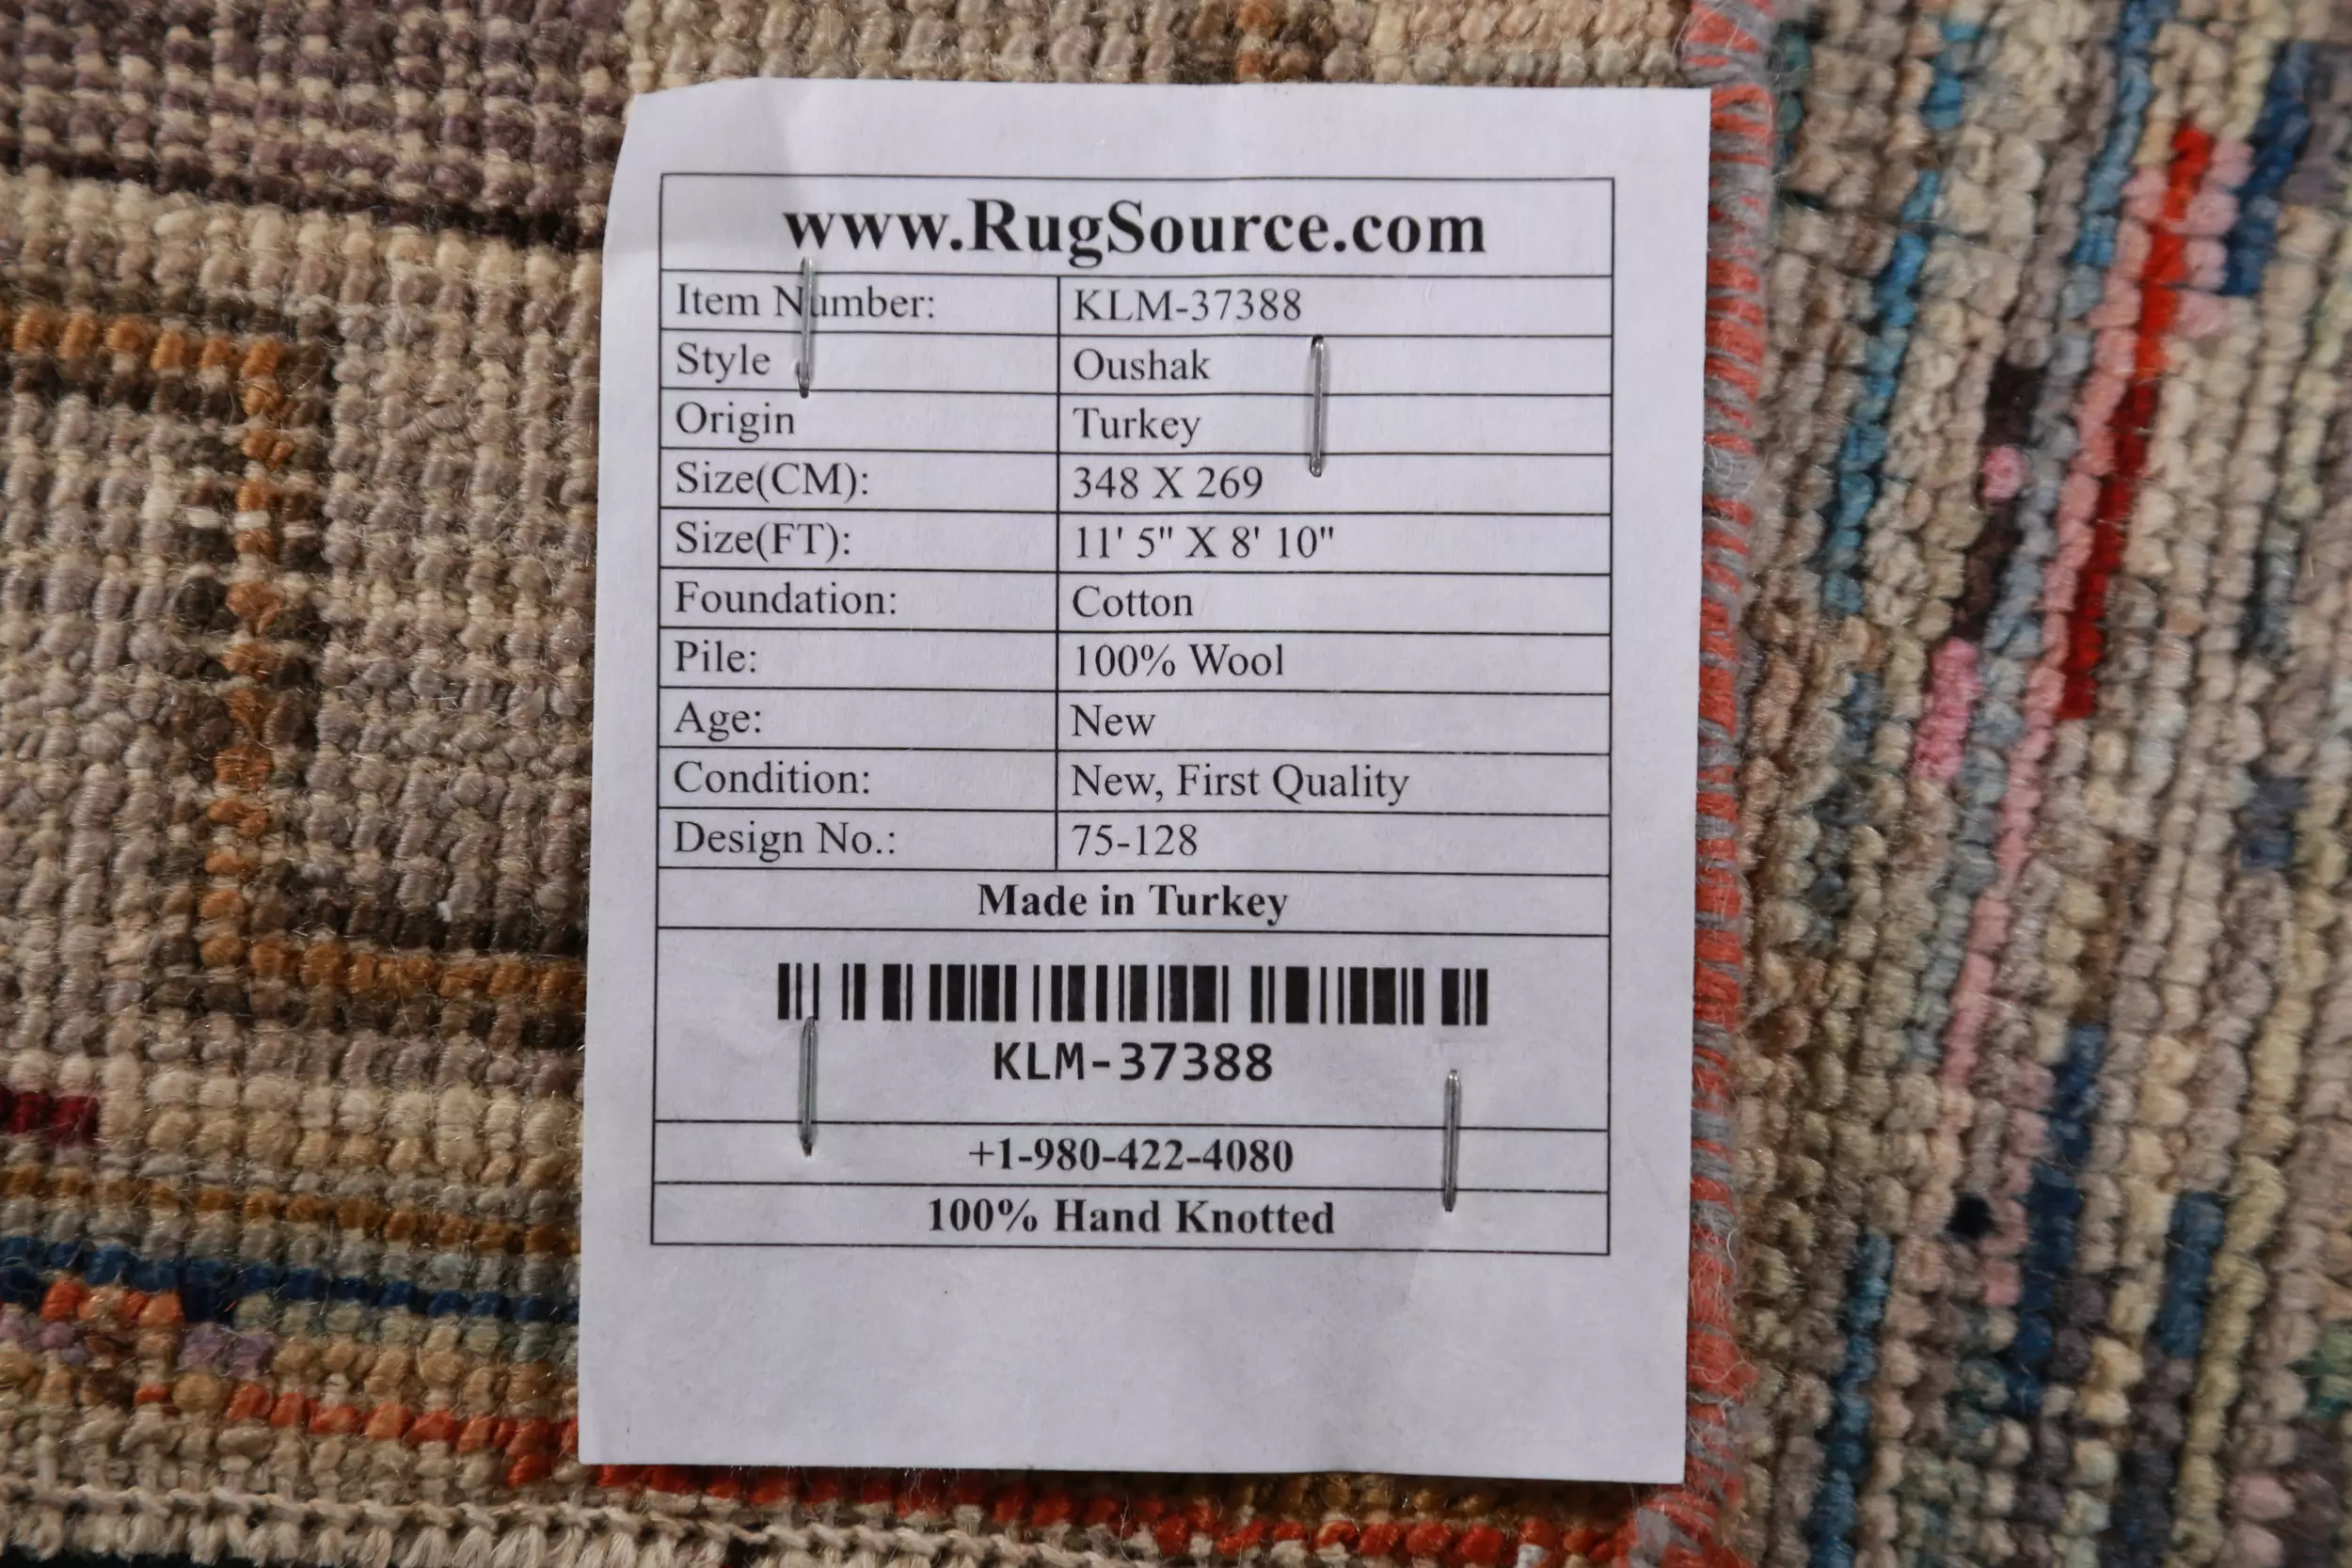 www.RugSource.com
Item Number: KLM-37388
Style Oushak
Origin Turkey
Size(CM): 348 X 269
Size(FT): 11' 5" X 8' 10"
Foundation: Cotton
Pile: 100% Wool
Age: New
Condition: New, First Quality
Design No.: 75-128
Made in Turkey
KLM-37388
+1-980-422-4080
100% Hand Knotted